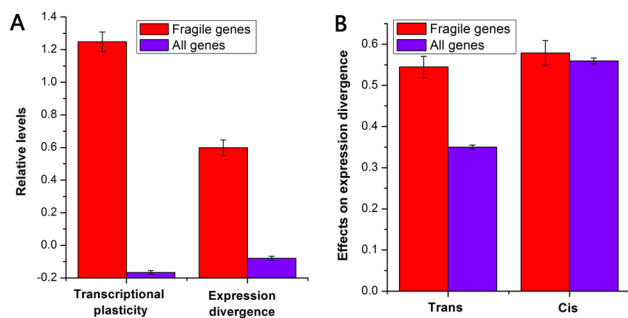 A
Fragile genes
All genes
1.4
1.2
1.0
0.8
0.6
0.4
0.2
0.0
-0.2
Relative levels
Transcriptional
plasticity
Expression
divergence
B
Fragile genes
All genes
0.6
0.5
0.4
0.3
0.2
0.1
0.0
Effects on expression divergence
Trans
Cis